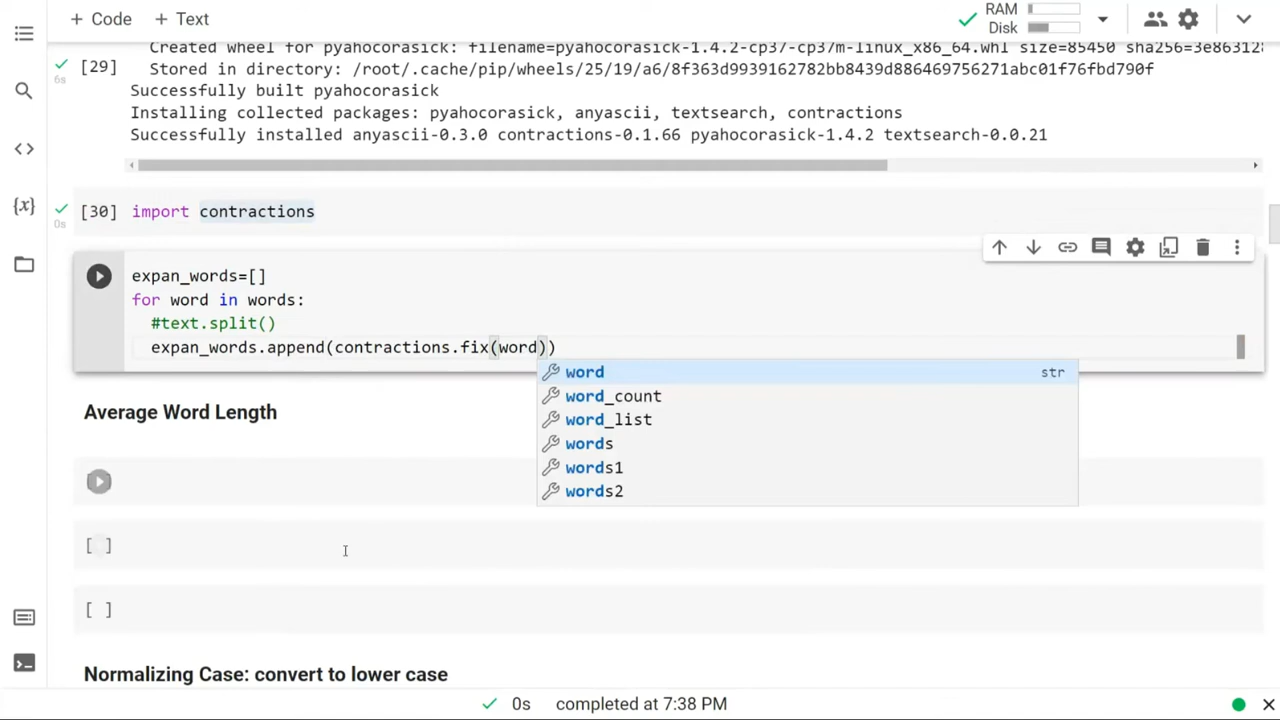 + Code + Text
RAM
Disk
Created wheel for pyahocorasick: filename=pyahocorasick-1.4.2-cp37-cp37m-linux_x86_64.whl size=85450 sha256=3e86312
[29] Stored in directory: /root/.cache/pip/wheels/25/19/a6/8f363d9939162782bb8439d886469756271abc01f76fbd790f
6s
Successfully built pyahocorasick
Installing collected packages: pyahocorasick, anyascii, textsearch, contractions
Successfully installed anyascii-0.3.0 contractions-0.1.66 pyahocorasick-1.4.2 textsearch-0.0.21
[30] import contractions
0s
expan_words=[]
for word in words:
#text.split()
expan_words.append(contractions.fix(word))
word str
word_count
word_list
words
words1
words2
Average Word Length
[ ]
[ ]
Normalizing Case: convert to lower case
0s completed at 7:38 PM